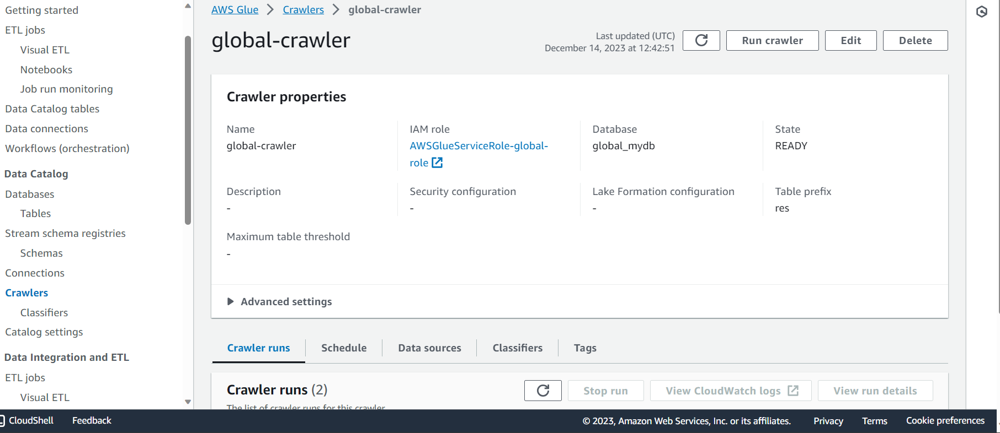 Getting started
ETL jobs
Visual ETL
Notebooks
Job run monitoring
Data Catalog tables
Data connections
Workflows (orchestration)
Data Catalog
Databases
Tables
Stream schema registries
Schemas
Connections
Crawlers
Classifiers
Catalog settings
Data Integration and ETL
ETL jobs
Visual ETL
AWS Glue
Crawlers
global-crawler
global-crawler
Last updated (UTC)
December 14, 2023 at 12:42:51
Run crawler
Edit
Delete
Crawler properties
Name
global-crawler
IAM role
AWSGlueServiceRole-global-
role
Database
global_mydb
State
READY
Description
-
Security configuration
-
Lake Formation configuration
-
Table prefix
res
Maximum table threshold
-
Advanced settings
Crawler runs
Schedule
Data sources
Classifiers
Tags
Crawler runs (2)
Stop run
View CloudWatch logs
View run details
The list of crawler runs for this crawler
CloudShell
Feedback
© 2023, Amazon Web Services, Inc. or its affiliates.
Privacy
Terms
Cookie preferences